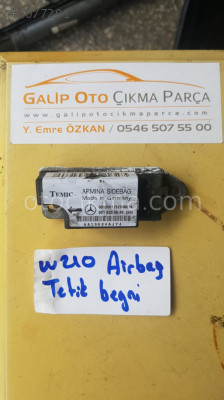 GALİP OTO ÇIKMA PARÇA
www.galipotocikmaparca.com
Y. Emre ÖZKAN / 0546 507 55 00
TEMIC
ARMINA SIDEBAG
Made in Germany
W210 Airbag
Tetik beyni